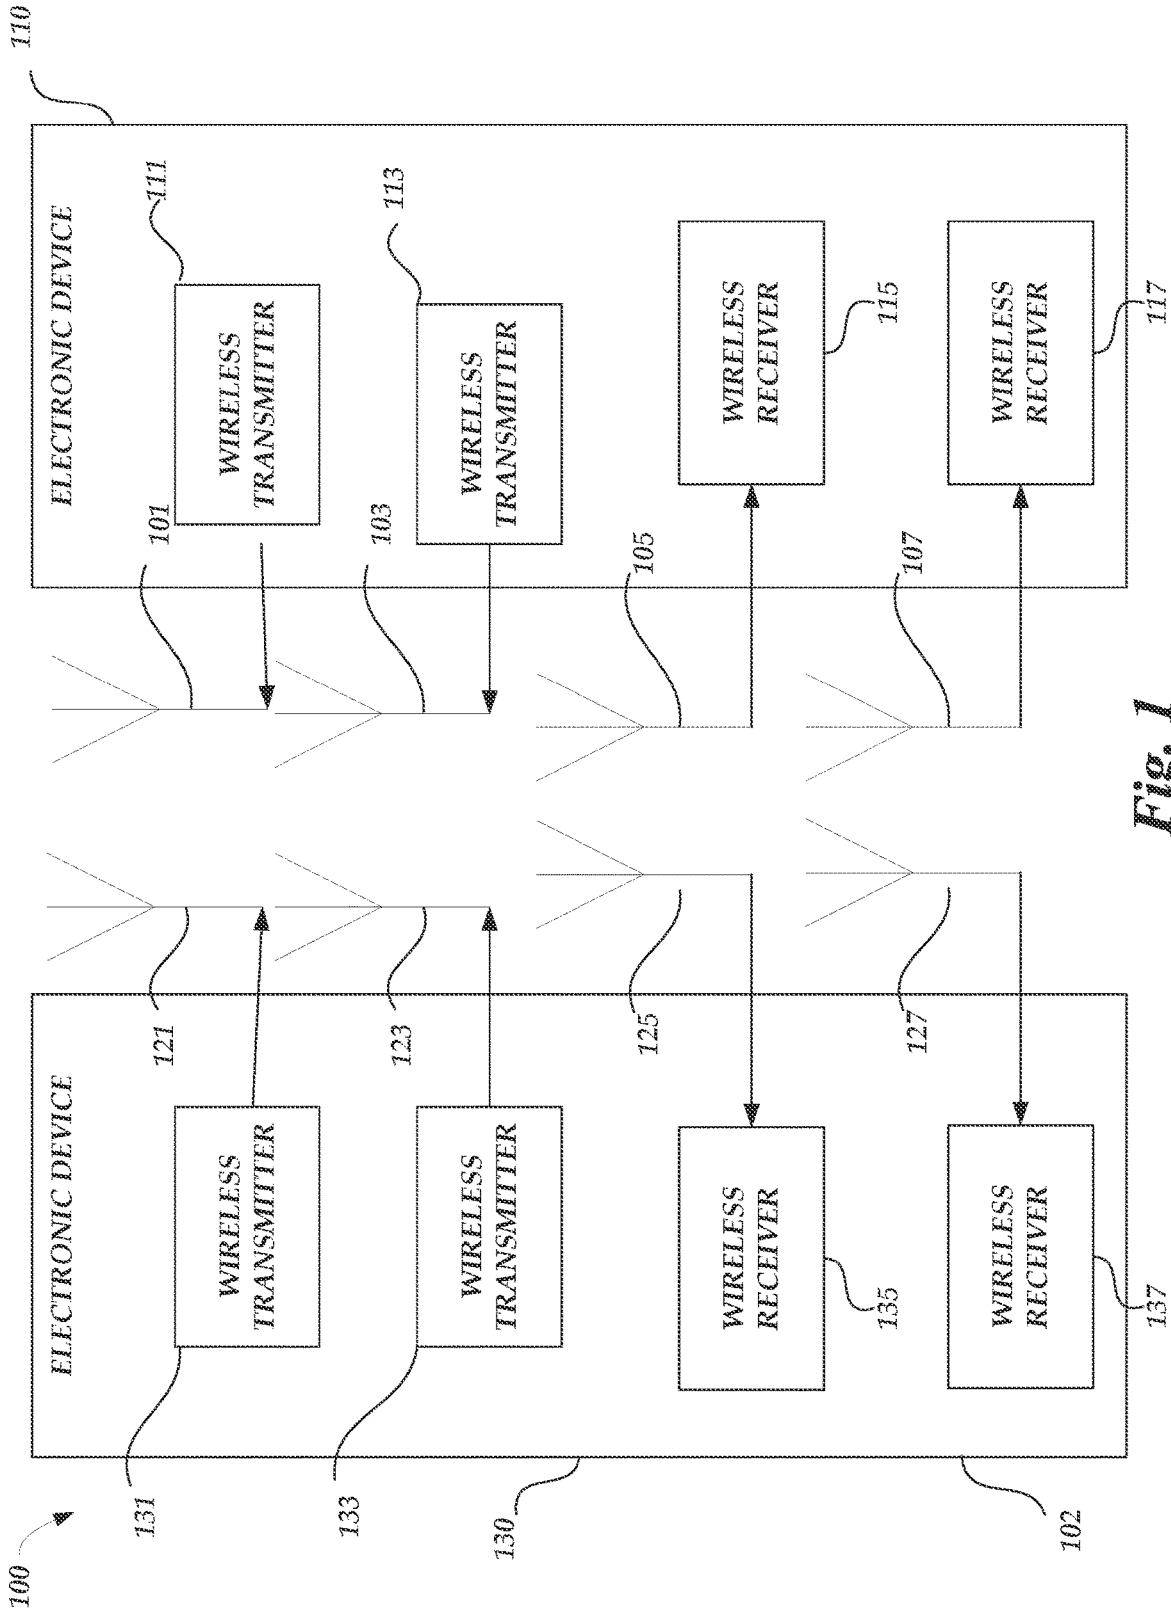 100
ELECTRONIC DEVICE
131
WIRELESS
TRANSMITTER
121
133
WIRELESS
TRANSMITTER
123
130
WIRELESS
RECEIVER
125
135
102
WIRELESS
RECEIVER
127
137
110
ELECTRONIC DEVICE
111
WIRELESS
TRANSMITTER
101
113
WIRELESS
TRANSMITTER
103
WIRELESS
RECEIVER
105
115
WIRELESS
RECEIVER
107
117
Fig. 1